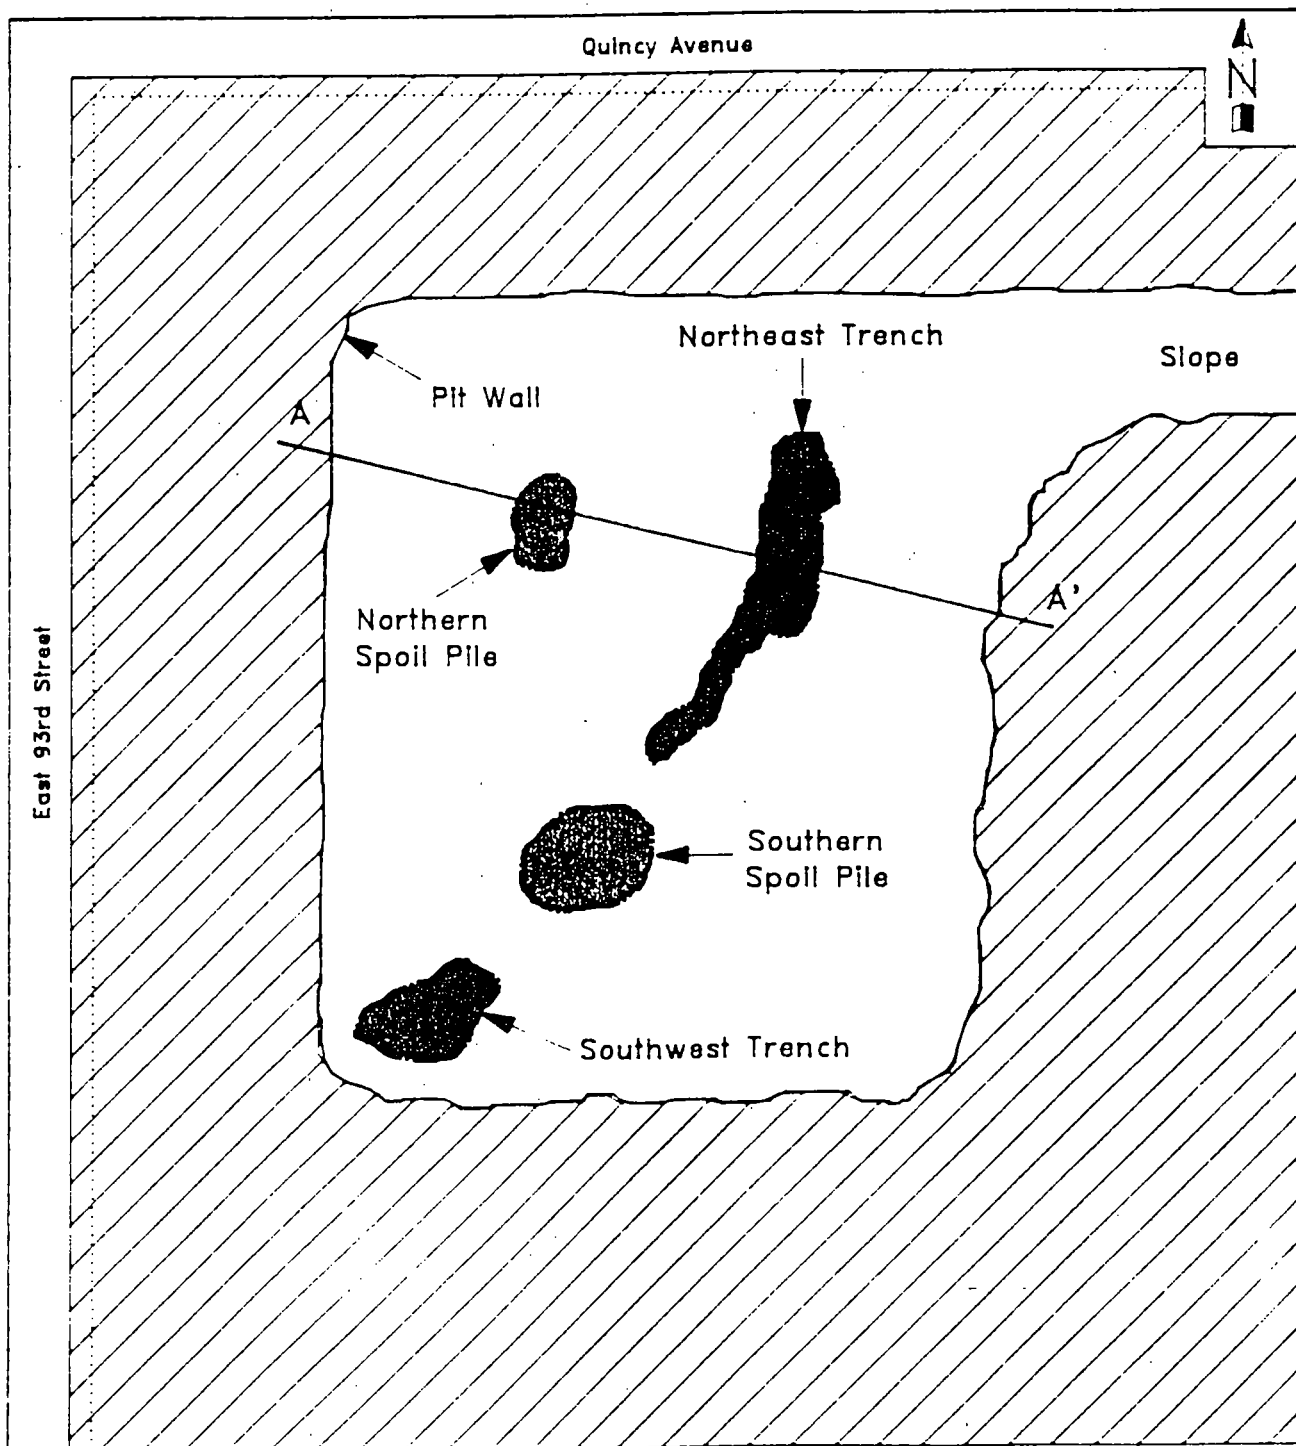 Quincy Avenue
N
Northeast Trench
Slope
Pit Wall
A
A'
Northern
Spoil Pile
East 93rd Street
Southern
Spoil Pile
Southwest Trench